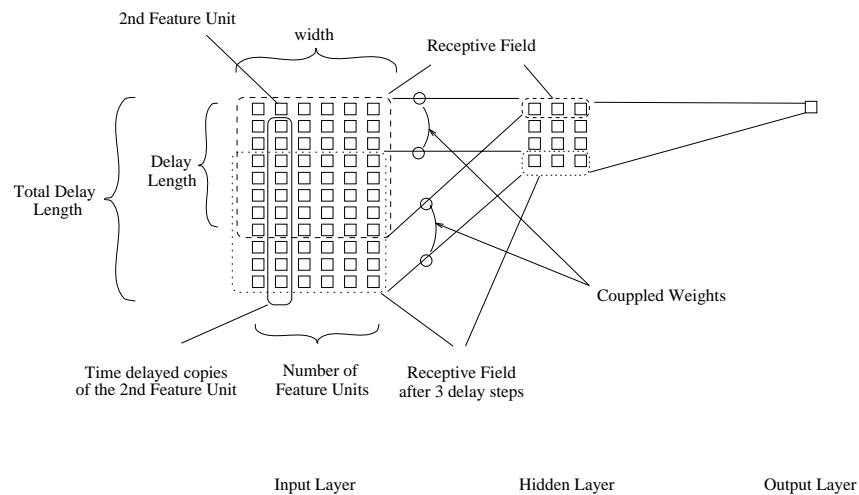 2nd Feature Unit
width
Receptive Field
Delay
Length
Total Delay
Length
Couppled Weights
Time delayed copies
of the 2nd Feature Unit
Number of
Feature Units
Receptive Field
after 3 delay steps
Input Layer
Hidden Layer
Output Layer